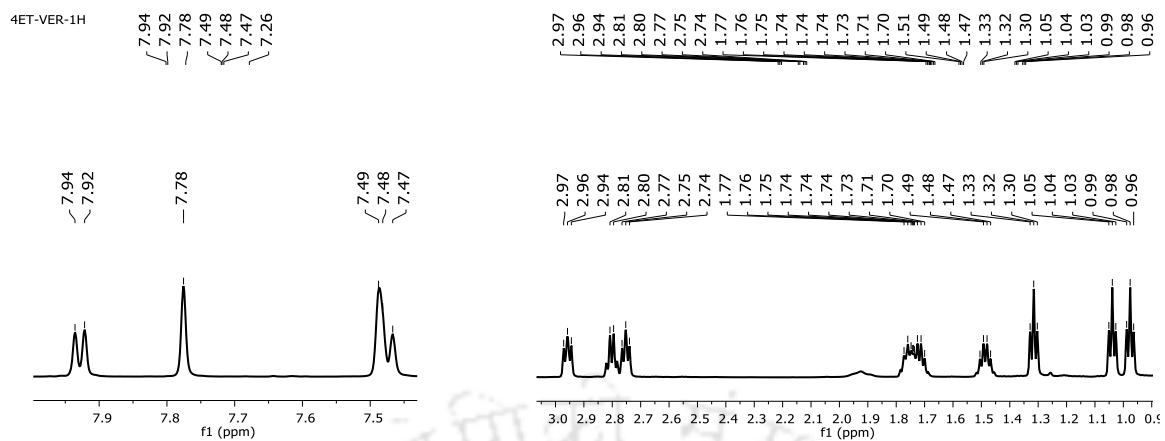 4ET-VER-1H
7.94 7.92 7.78 7.49 7.48 7.47 7.26
2.97 2.96 2.94 2.81 2.80 2.77 2.75 2.74 1.77 1.76 1.75 1.74 1.74 1.74 1.73 1.71 1.70 1.51 1.49 1.48 1.47 1.33 1.32 1.30 1.05 1.04 1.03 0.99 0.98 0.96
7.94 7.92 7.78 7.49 7.48 7.47
2.97 2.96 2.94 2.81 2.80 2.77 2.75 2.74 1.77 1.76 1.75 1.74 1.74 1.74 1.73 1.71 1.70 1.49 1.48 1.47 1.33 1.32 1.30 1.05 1.04 1.03 0.99 0.98 0.96
7.9 7.8 7.7 7.6 7.5
f1 (ppm)
3.0 2.9 2.8 2.7 2.6 2.5 2.4 2.3 2.2 2.1 2.0 1.9 1.8 1.7 1.6 1.5 1.4 1.3 1.2 1.1 1.0 0.9
f1 (ppm)